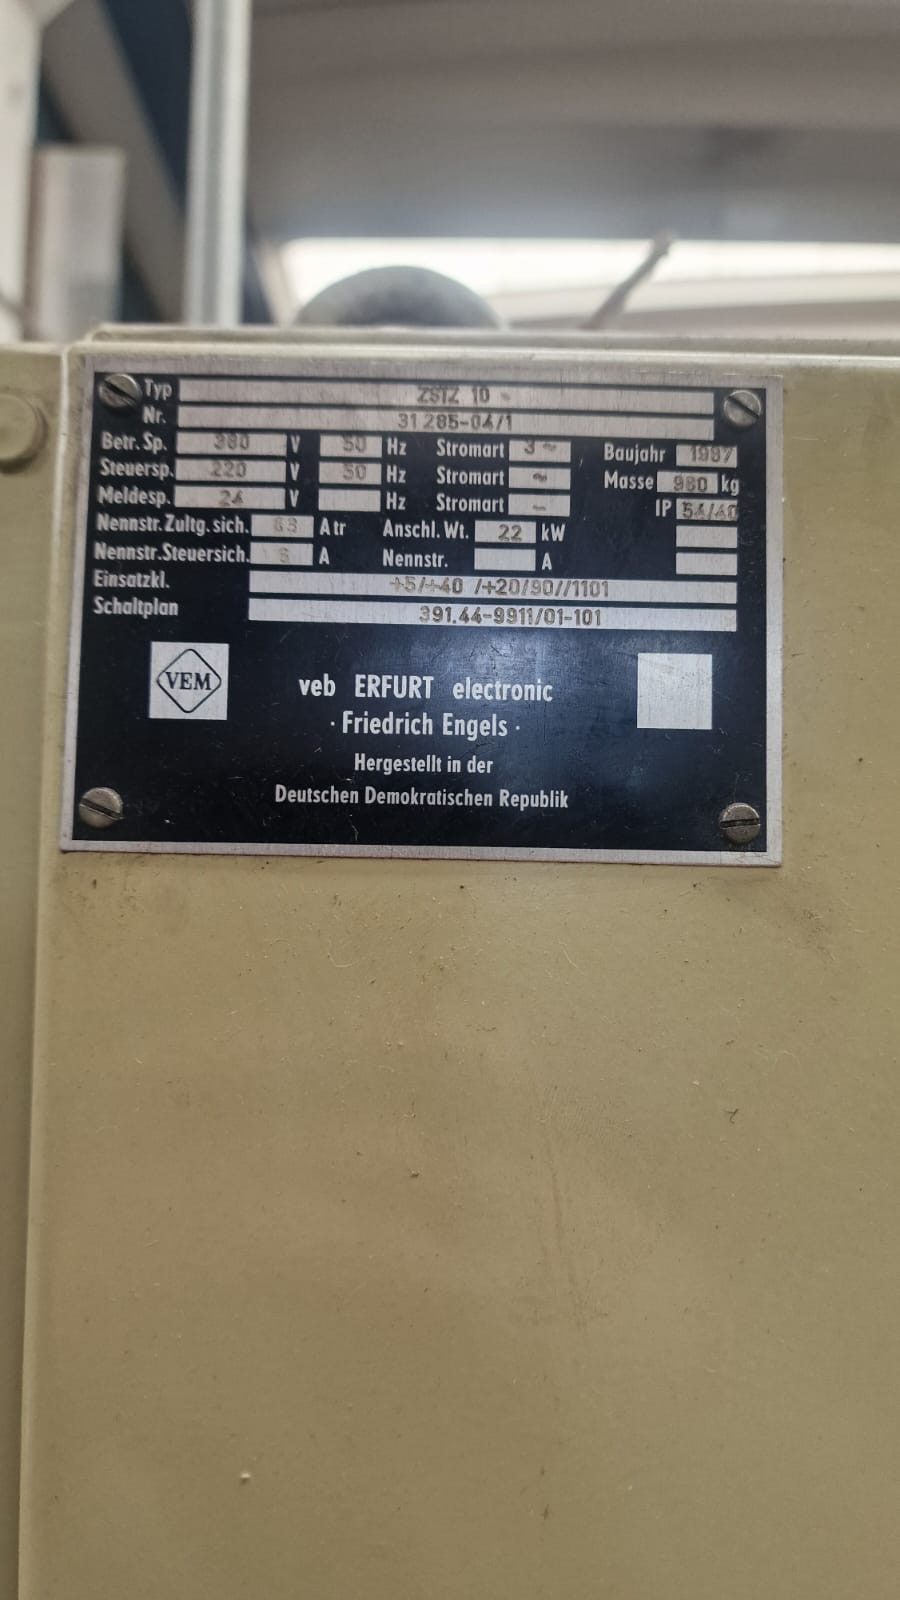 Typ ZSTZ 10
Nr. 31 285-04/1
Betr. Sp. 380 V 50 Hz Stromart 3 ~ Baujahr 1987
Steuersp. 220 V 50 Hz Stromart ~ Masse 980 kg
Meldesp. 24 V Hz Stromart – IP 54/40
Nennstr. Zultg. sich. A tr Anschl. Wt. 22 kW
Nennstr. Steuersich. A Nennstr. A
Einsatzkl. +5/+40 /+20/90//1101
Schaltplan 391.44-9911/01-101
VEM
veb ERFURT electronic
· Friedrich Engels ·
Hergestellt in der
Deutschen Demokratischen Republik